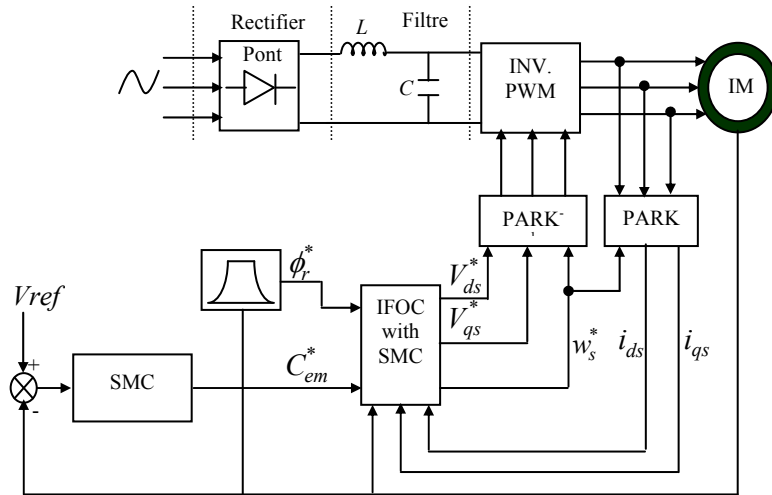 Rectifier
L
Filtre
Pont
C
INV.
PWM
IM
PARK-1
PARK
ϕr*
Vds*
Vqs*
IFOC
with
SMC
ws*
ids
iqs
Vref
+
-
SMC
Cem*